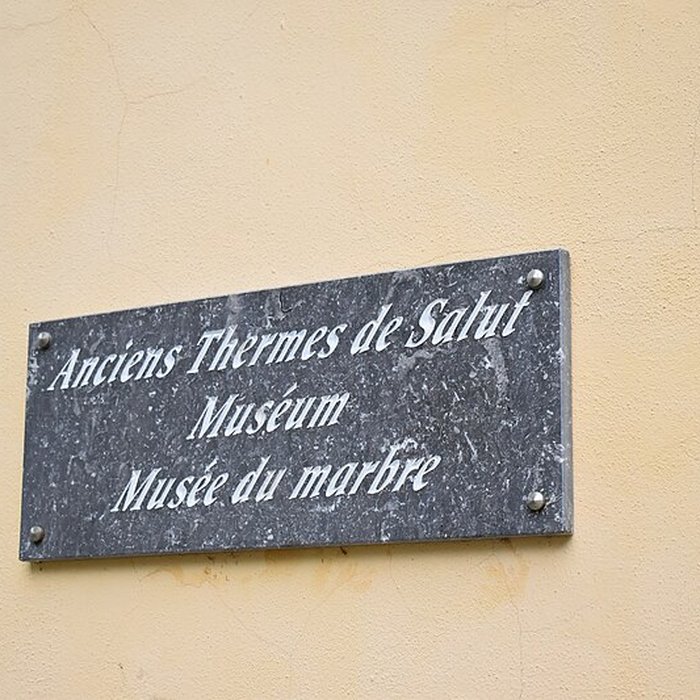 Anciens Thermes de Salut
Muséum
Musée du marbre